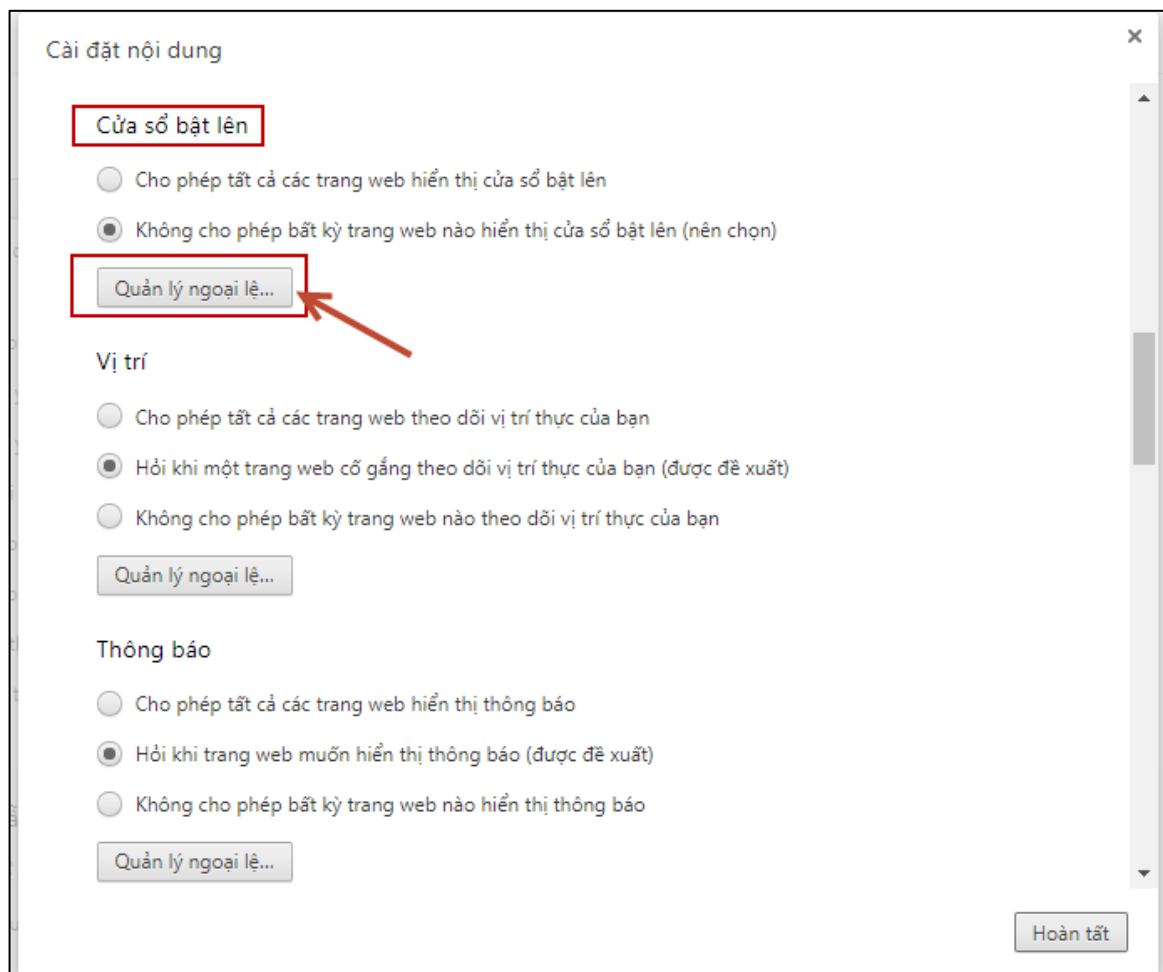 Cài đặt nội dung
Cửa sổ bật lên
Cho phép tất cả các trang web hiển thị cửa sổ bật lên
Không cho phép bất kỳ trang web nào hiển thị cửa sổ bật lên (nên chọn)
Quản lý ngoại lệ...
Vị trí
Cho phép tất cả các trang web theo dõi vị trí thực của bạn
Hỏi khi một trang web cố gắng theo dõi vị trí thực của bạn (được đề xuất)
Không cho phép bất kỳ trang web nào theo dõi vị trí thực của bạn
Quản lý ngoại lệ...
Thông báo
Cho phép tất cả các trang web hiển thị thông báo
Hỏi khi trang web muốn hiển thị thông báo (được đề xuất)
Không cho phép bất kỳ trang web nào hiển thị thông báo
Quản lý ngoại lệ...
Hoàn tất